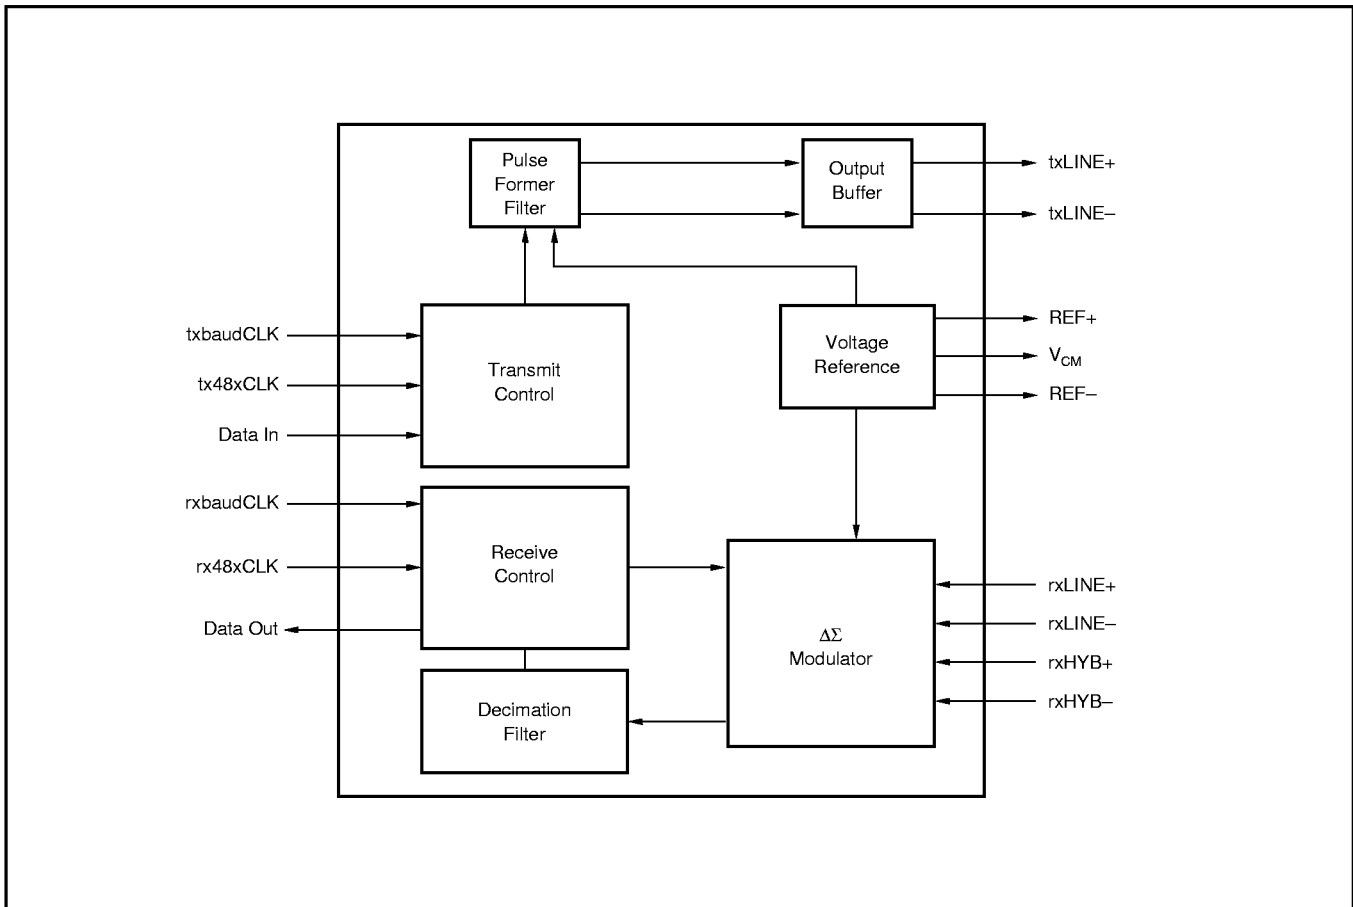 Pulse
Former
Filter
Output
Buffer
txLINE+
txLINE–
txbaudCLK
tx48xCLK
Data In
Transmit
Control
Voltage
Reference
REF+
VCM
REF–
rxbaudCLK
rx48xCLK
Data Out
Receive
Control
ΔΣ
Modulator
rxLINE+
rxLINE–
rxHYB+
rxHYB–
Decimation
Filter